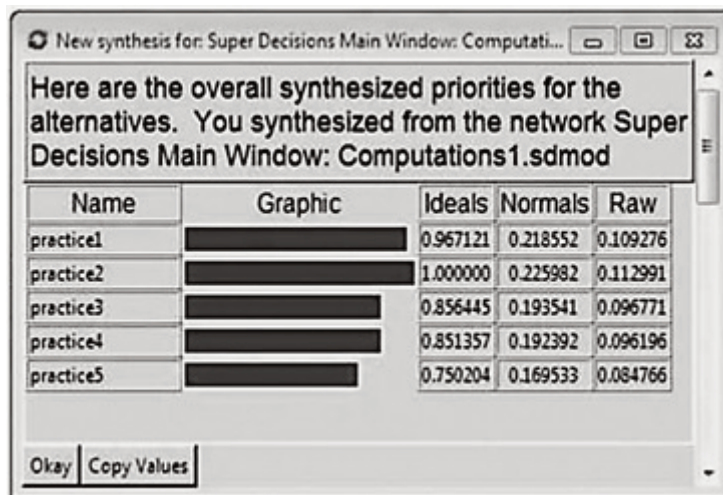 New synthesis for: Super Decisions Main Window: Computati...
Here are the overall synthesized priorities for the
alternatives. You synthesized from the network Super
Decisions Main Window: Computations1.sdmod
Name Graphic Ideals Normals Raw
practice1 0.967121 0.218552 0.109276
practice2 1.000000 0.225982 0.112991
practice3 0.856445 0.193541 0.096771
practice4 0.851357 0.192392 0.096196
practice5 0.750204 0.169533 0.084766
Okay Copy Values